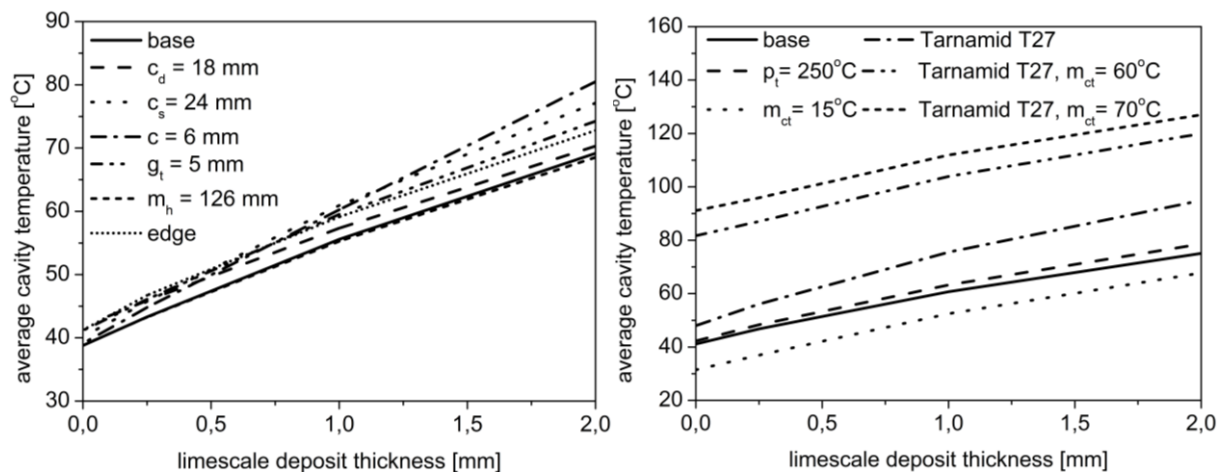 average cavity temperature [°C]
90
80
70
60
50
40
30
base
c_d = 18 mm
c_s = 24 mm
c = 6 mm
g_t = 5 mm
m_h = 126 mm
edge
0,0 0,5 1,0 1,5 2,0
limescale deposit thickness [mm]
average cavity temperature [°C]
160
140
120
100
80
60
40
20
base Tarnamid T27
p_t= 250°C Tarnamid T27, m_ct= 60°C
m_ct= 15°C Tarnamid T27, m_ct= 70°C
0,0 0,5 1,0 1,5 2,0
limescale deposit thickness [mm]